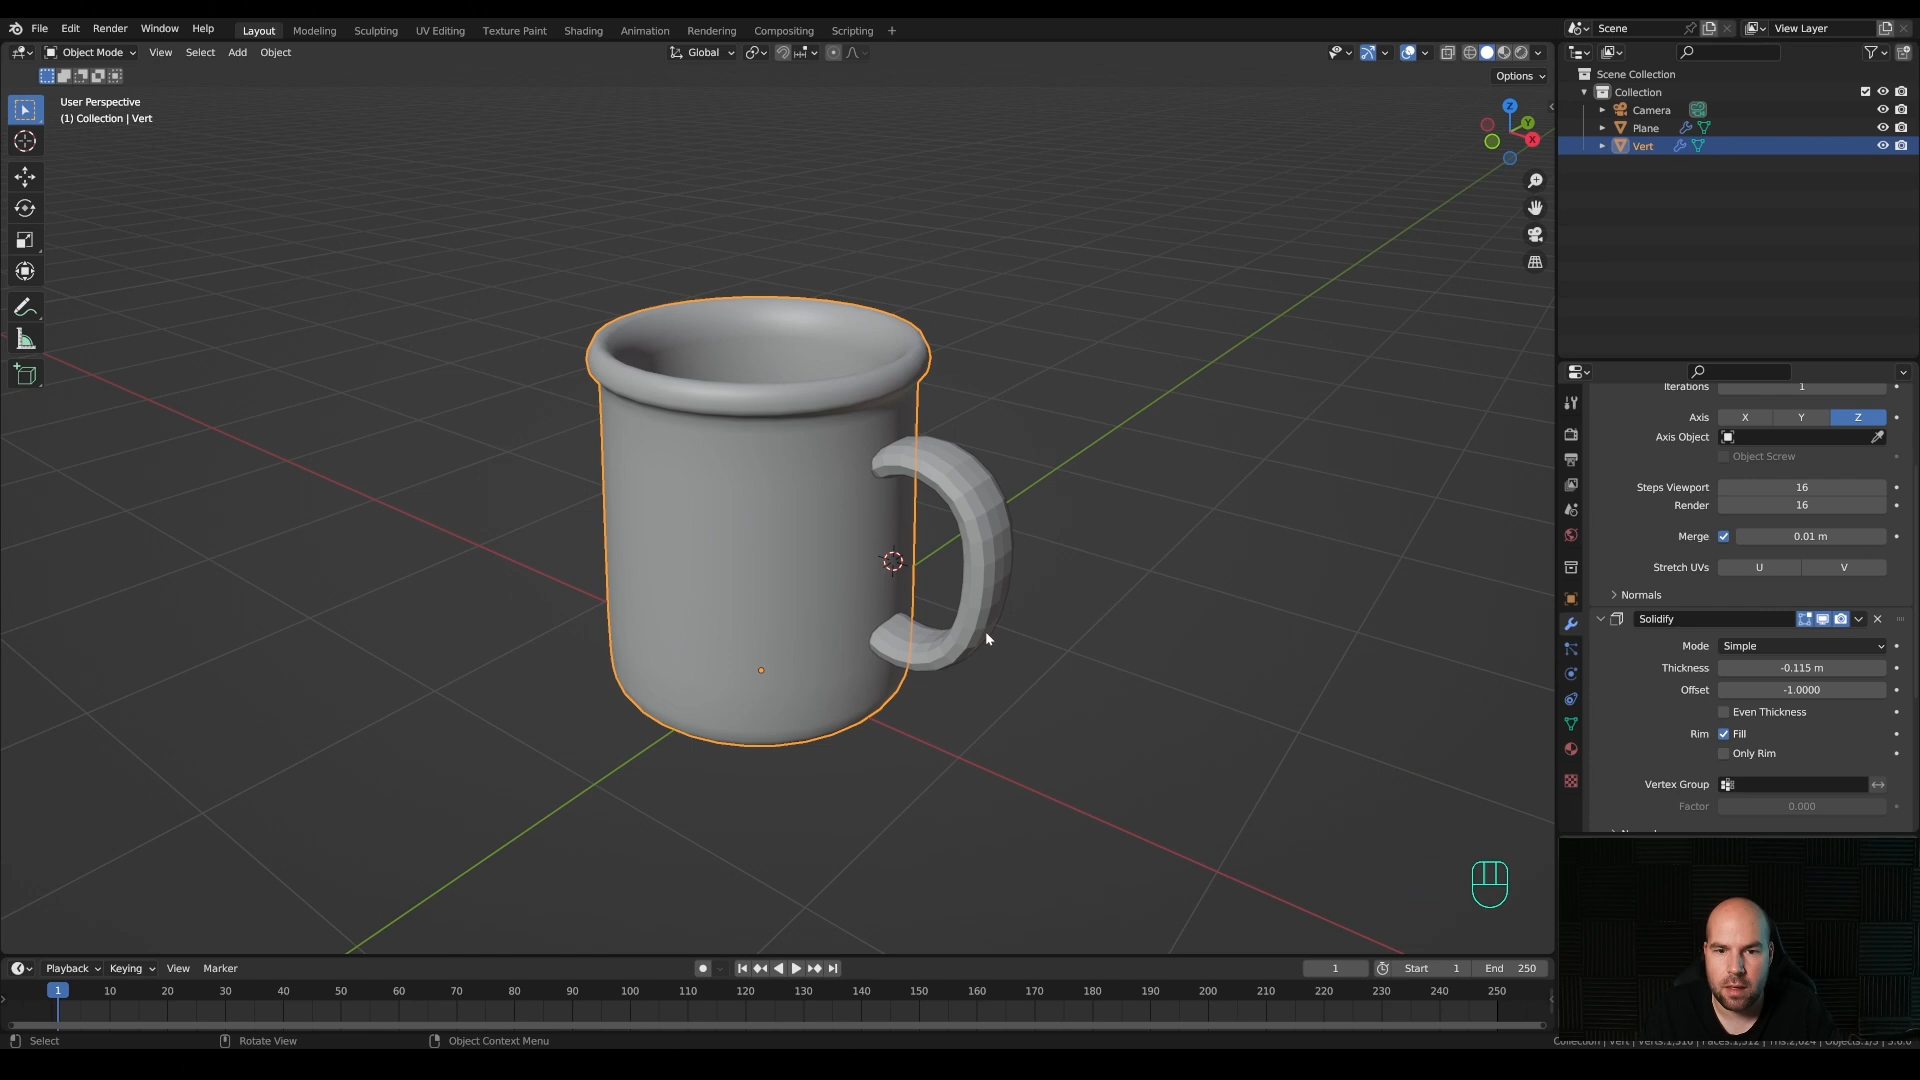 File Edit Render Window Help Layout Modeling Sculpting UV Editing Texture Paint Shading Animation Rendering Compositing Scripting + Scene View Layer
Object Mode View Select Add Object Global
Options
User Perspective
(1) Collection | Vert
Z
Y
X
Scene Collection
Collection
Camera
Plane
Vert
Iterations 1
Axis X Y Z
Axis Object
Object Screw
Steps Viewport 16
Render 16
Merge 0.01 m
Stretch UVs U V
Normals
Solidify
Mode Simple
Thickness -0.115 m
Offset -1.0000
Even Thickness
Rim Fill
Only Rim
Vertex Group
Factor 0.000
Playback Keying View Marker 1 Start 1 End 250
1 10 20 30 40 50 60 70 80 90 100 110 120 130 140 150 160 170 180 190 200 210 220 230 240 250
Select Rotate View Object Context Menu